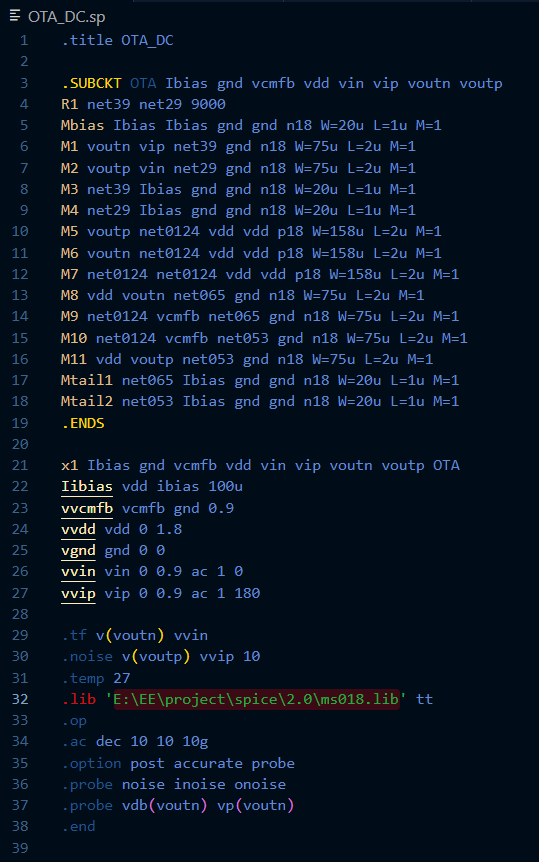 OTA_DC.sp
1 .title OTA_DC
2
3 .SUBCKT OTA Ibias gnd vcmfb vdd vin vip voutn voutp
4 R1 net39 net29 9000
5 Mbias Ibias Ibias gnd gnd n18 W=20u L=1u M=1
6 M1 voutn vip net39 gnd n18 W=75u L=2u M=1
7 M2 voutp vin net29 gnd n18 W=75u L=2u M=1
8 M3 net39 Ibias gnd gnd n18 W=20u L=1u M=1
9 M4 net29 Ibias gnd gnd n18 W=20u L=1u M=1
10 M5 voutp net0124 vdd vdd p18 W=158u L=2u M=1
11 M6 voutn net0124 vdd vdd p18 W=158u L=2u M=1
12 M7 net0124 net0124 vdd vdd p18 W=158u L=2u M=1
13 M8 vdd voutn net065 gnd n18 W=75u L=2u M=1
14 M9 net0124 vcmfb net065 gnd n18 W=75u L=2u M=1
15 M10 net0124 vcmfb net053 gnd n18 W=75u L=2u M=1
16 M11 vdd voutp net053 gnd n18 W=75u L=2u M=1
17 Mtail1 net065 Ibias gnd gnd n18 W=20u L=1u M=1
18 Mtail2 net053 Ibias gnd gnd n18 W=20u L=1u M=1
19 .ENDS
20
21 x1 Ibias gnd vcmfb vdd vin vip voutn voutp OTA
22 Iibias vdd ibias 100u
23 vvcmfb vcmfb gnd 0.9
24 vvdd vdd 0 1.8
25 vgnd gnd 0 0
26 vvin vin 0 0.9 ac 1 0
27 vvip vip 0 0.9 ac 1 180
28
29 .tf v(voutn) vvin
30 .noise v(voutp) vvip 10
31 .temp 27
32 .lib 'E:\EE\project\spice\2.0\ms018.lib' tt
33 .op
34 .ac dec 10 10 10g
35 .option post accurate probe
36 .probe noise inoise onoise
37 .probe vdb(voutn) vp(voutn)
38 .end
39